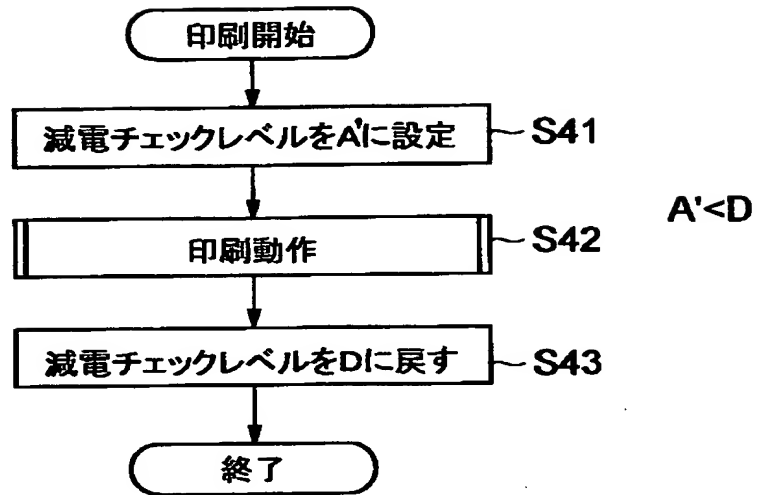 印刷開始
減電チェックレベルをA'に設定
S41
A'<D
印刷動作
S42
減電チェックレベルをDに戻す
S43
終了